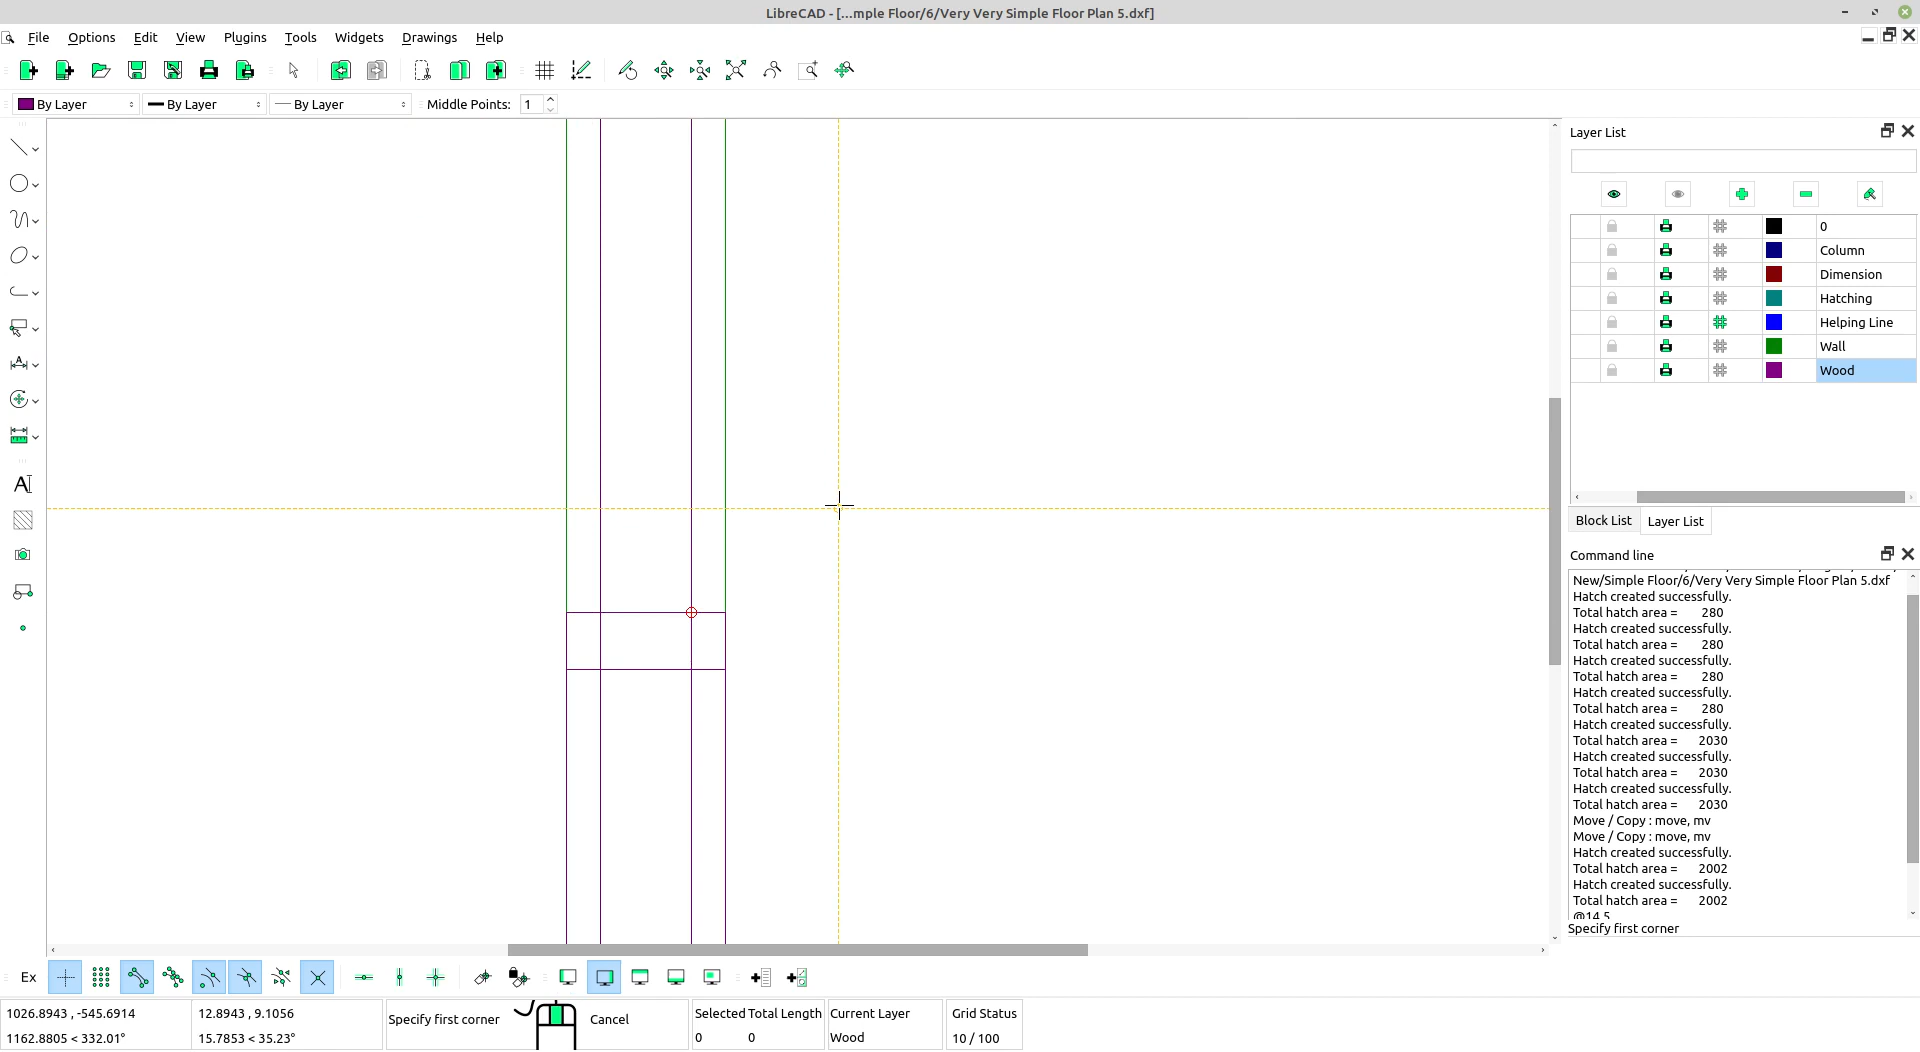 LibreCAD - [...mple Floor/6/Very Very Simple Floor Plan 5.dxf]
File Options Edit View Plugins Tools Widgets Drawings Help
By Layer By Layer By Layer Middle Points: 1
Layer List
0
Column
Dimension
Hatching
Helping Line
Wall
Wood
Block List Layer List
Command line
New/Simple Floor/6/Very Very Simple Floor Plan 5.dxf
Hatch created successfully.
Total hatch area = 280
Hatch created successfully.
Total hatch area = 280
Hatch created successfully.
Total hatch area = 280
Hatch created successfully.
Total hatch area = 280
Hatch created successfully.
Total hatch area = 2030
Hatch created successfully.
Total hatch area = 2030
Hatch created successfully.
Total hatch area = 2030
Move / Copy : move, mv
Move / Copy : move, mv
Hatch created successfully.
Total hatch area = 2002
Hatch created successfully.
Total hatch area = 2002
@14,5
Specify first corner
Ex
1026.8943 , -545.6914
1162.8805 < 332.01°
12.8943 , 9.1056
15.7853 < 35.23°
Specify first corner
Cancel
Selected Total Length
0 0
Current Layer
Wood
Grid Status
10 / 100